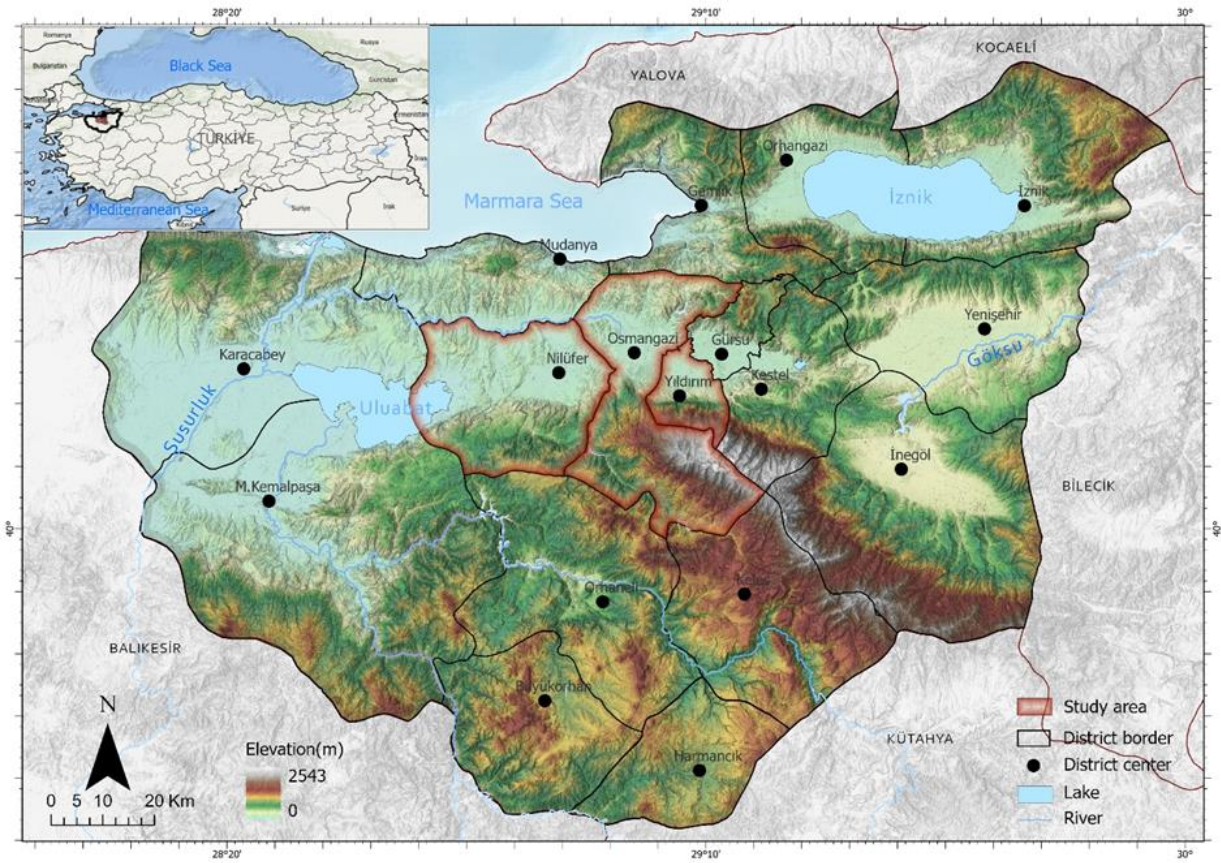 28°20'
29°10'
30°
Romanya
Rusya
Bulgaristan
Black Sea
Gürcistan
Ermenistan
TÜRKİYE
İran
Mediterranean Sea
Suriye
Irak
KOCAELİ
YALOVA
Orhangazi
Marmara Sea
Gemlik
İznik
İznik
Mudanya
Yenişehir
Osmangazi
Gürsu
Karacabey
Nilüfer
Göksu
Yıldırım
Kestel
Uluabat
Susurluk
İnegöl
M.Kemalpaşa
BİLECİK
40°
40°
Keles
Orhaneli
BALIKESİR
Büyükorhan
N
Study area
District border
KÜTAHYA
Harmancık
Elevation(m)
2543
0
District center
Lake
River
0 5 10 20 Km
28°20'
29°10'
30°